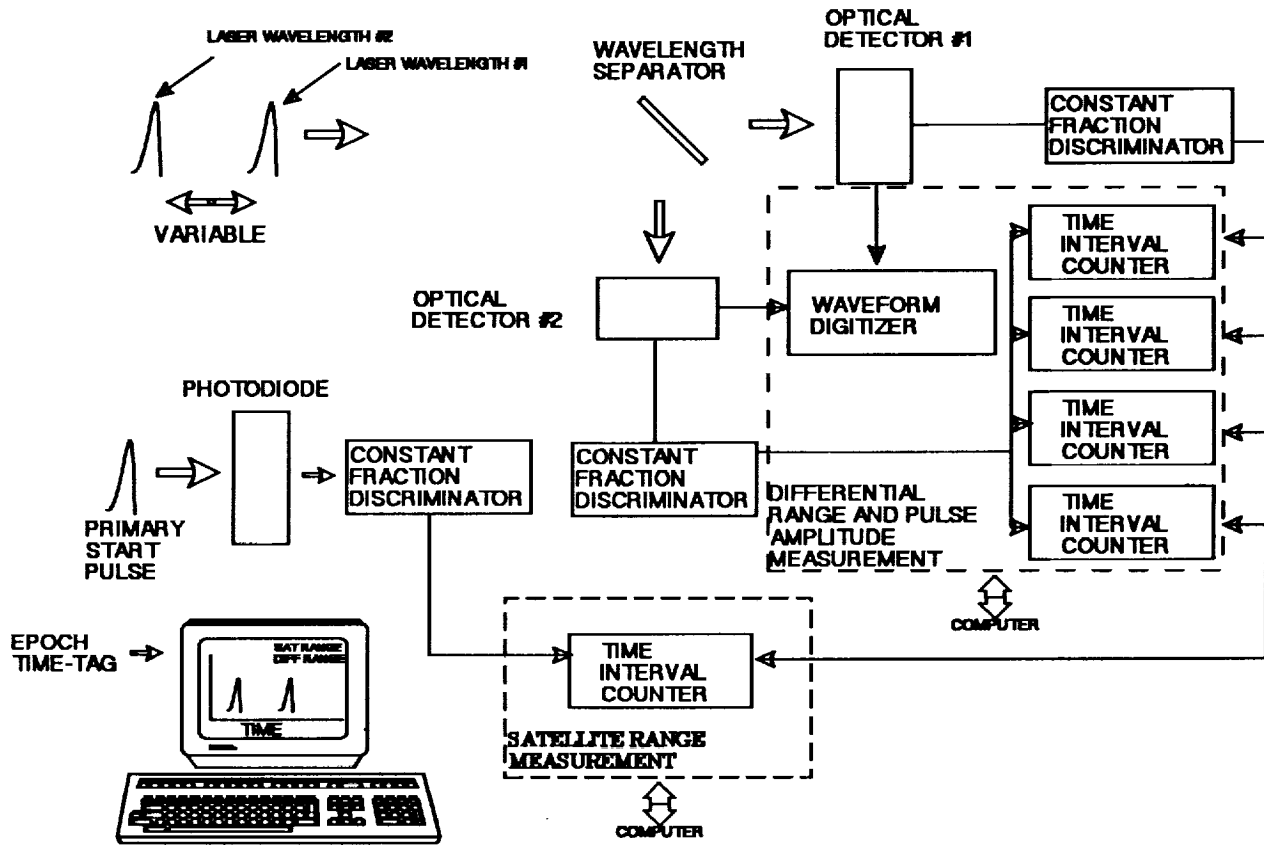 LASER WAVELENGTH #2
LASER WAVELENGTH #1
VARIABLE
WAVELENGTH
SEPARATOR
OPTICAL
DETECTOR #1
CONSTANT
FRACTION
DISCRIMINATOR
OPTICAL
DETECTOR #2
WAVEFORM
DIGITIZER
TIME
INTERVAL
COUNTER
TIME
INTERVAL
COUNTER
TIME
INTERVAL
COUNTER
TIME
INTERVAL
COUNTER
PHOTODIODE
PRIMARY
START
PULSE
CONSTANT
FRACTION
DISCRIMINATOR
CONSTANT
FRACTION
DISCRIMINATOR
DIFFERENTIAL
RANGE AND PULSE
AMPLITUDE
MEASUREMENT
COMPUTER
EPOCH
TIME-TAG
SAT RANGE
DIFF RANGE
TIME
TIME
INTERVAL
COUNTER
SATELLITE RANGE
MEASUREMENT
COMPUTER